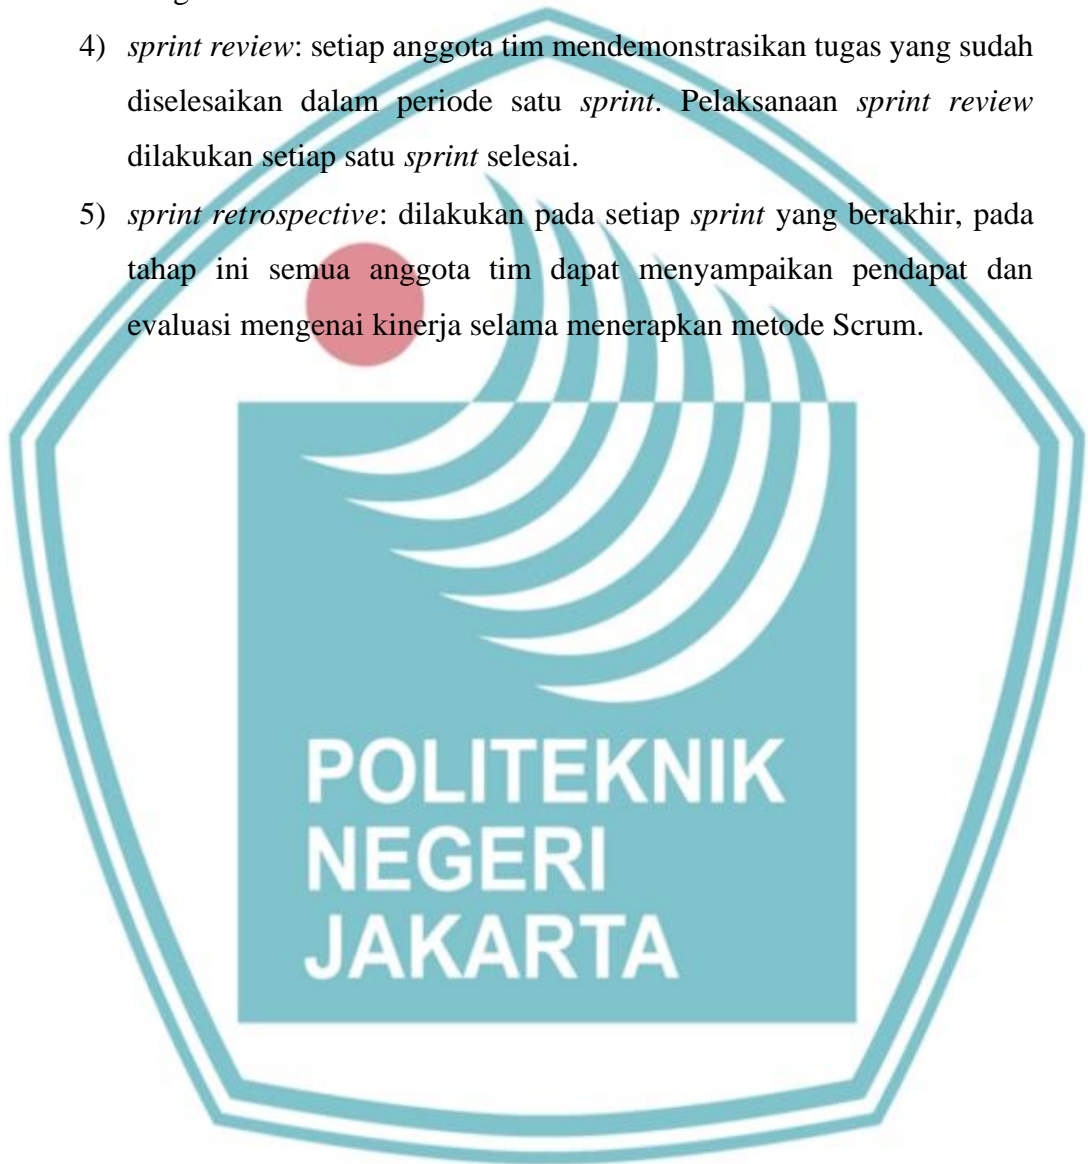 4) sprint review: setiap anggota tim mendemonstrasikan tugas yang sudah
diselesaikan dalam periode satu sprint. Pelaksanaan sprint review
dilakukan setiap satu sprint selesai.
5) sprint retrospective: dilakukan pada setiap sprint yang berakhir, pada
tahap ini semua anggota tim dapat menyampaikan pendapat dan
evaluasi mengenai kinerja selama menerapkan metode Scrum.
POLITEKNIK
NEGERI
JAKARTA